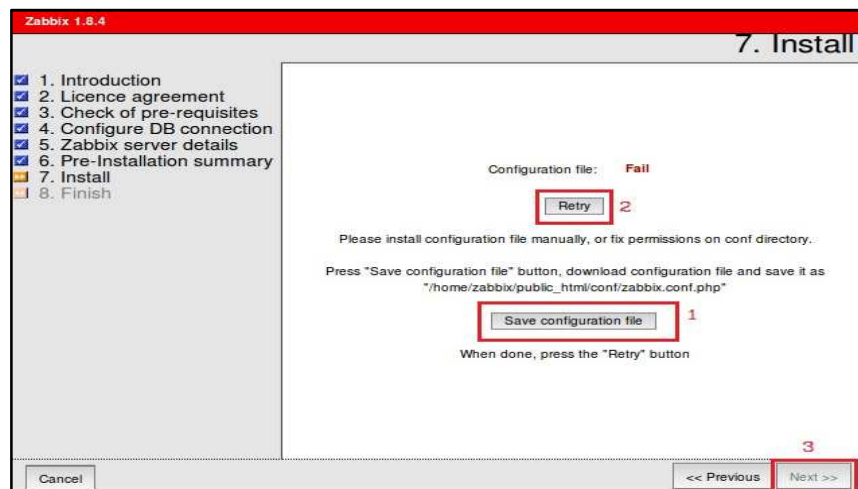 Zabbix 1.8.4
7. Install
1. Introduction
2. Licence agreement
3. Check of pre-requisites
4. Configure DB connection
5. Zabbix server details
6. Pre-Installation summary
7. Install
8. Finish
Configuration file: Fail
Retry 2
Please install configuration file manually, or fix permissions on conf directory.
Press "Save configuration file" button, download configuration file and save it as
"/home/zabbix/public_html/conf/zabbix.conf.php"
Save configuration file 1
When done, press the "Retry" button
3
Cancel << Previous Next >>